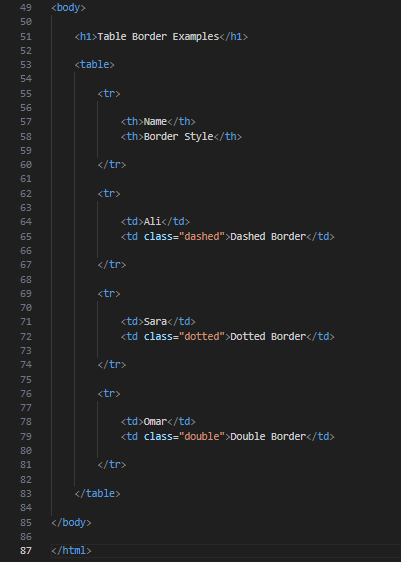 49 <body>
50
51 <h1>Table Border Examples</h1>
52
53 <table>
54
55 <tr>
56
57 <th>Name</th>
58 <th>Border Style</th>
59
60 </tr>
61
62 <tr>
63
64 <td>Ali</td>
65 <td class="dashed">Dashed Border</td>
66
67 </tr>
68
69 <tr>
70
71 <td>Sara</td>
72 <td class="dotted">Dotted Border</td>
73
74 </tr>
75
76 <tr>
77
78 <td>Omar</td>
79 <td class="double">Double Border</td>
80
81 </tr>
82
83 </table>
84
85 </body>
86
87 </html>